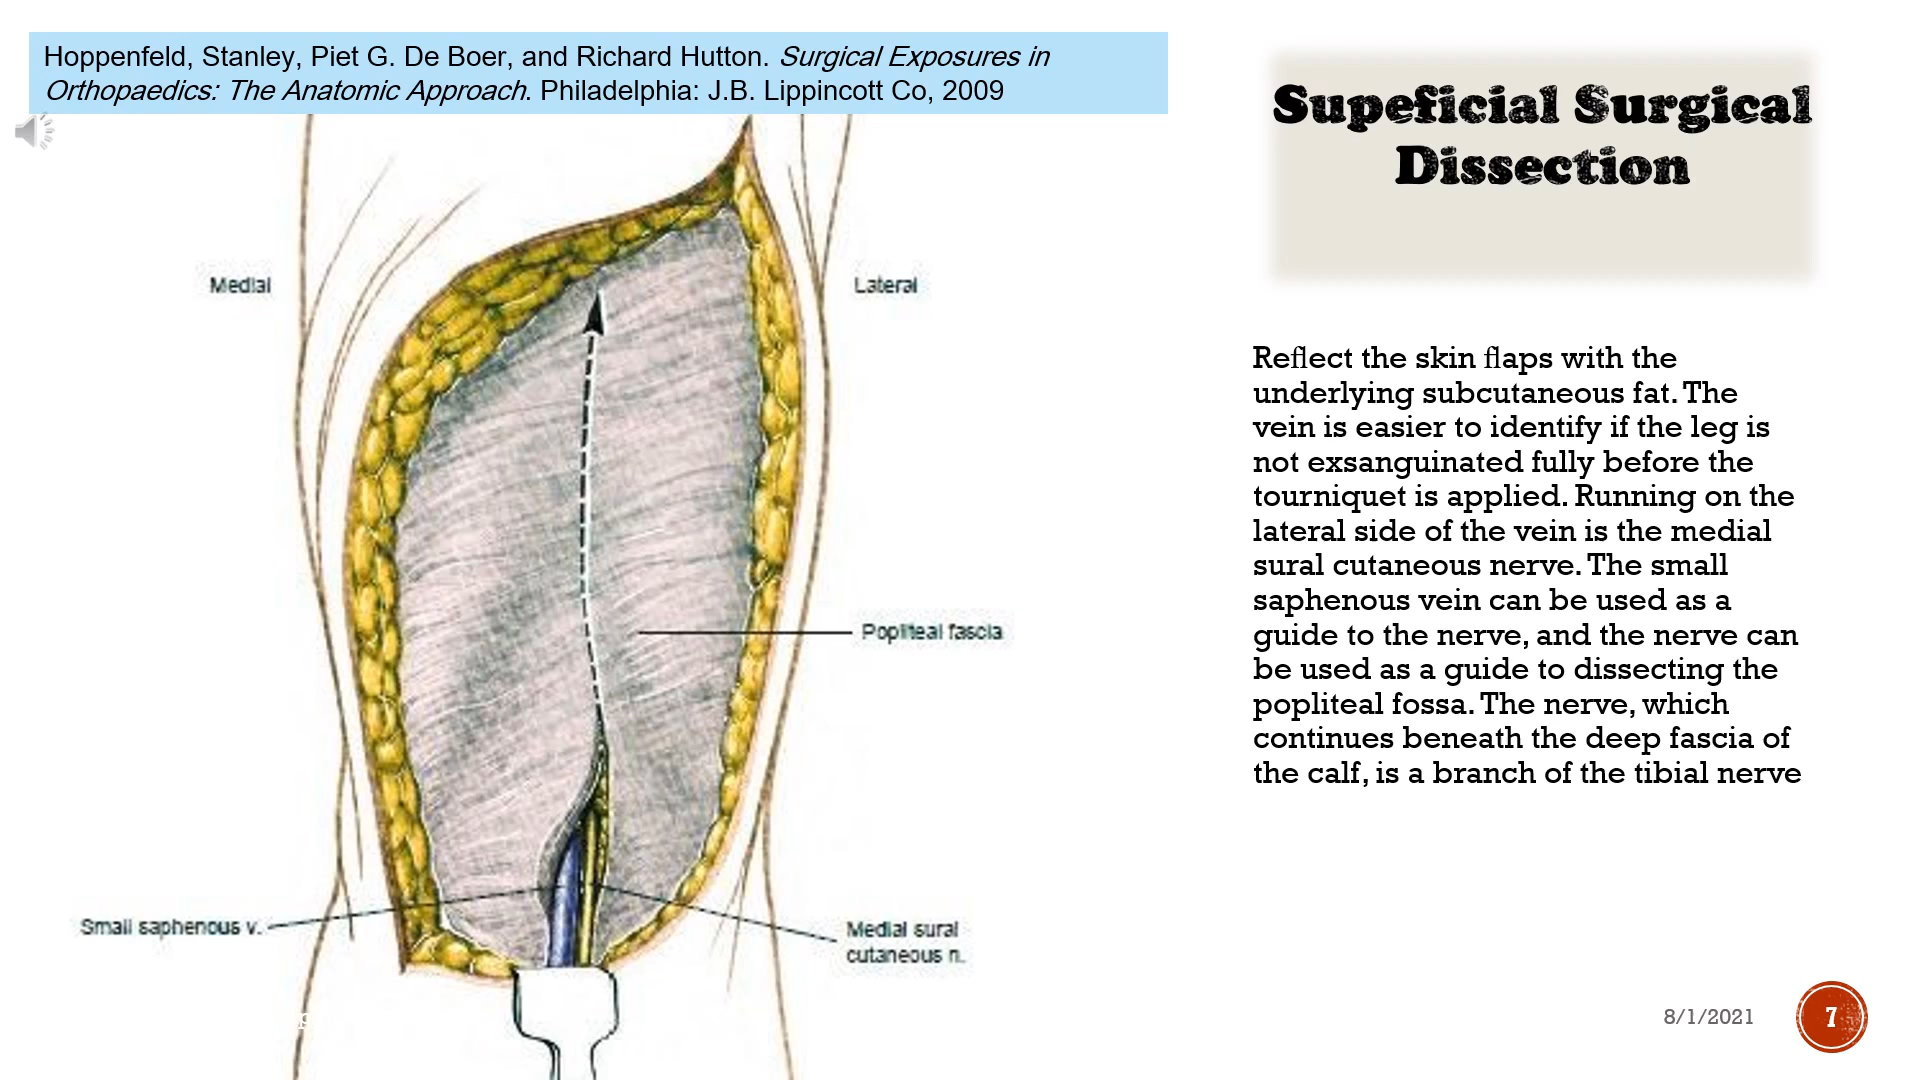 Hoppenfeld, Stanley, Piet G. De Boer, and Richard Hutton. Surgical Exposures in
Orthopaedics: The Anatomic Approach. Philadelphia: J.B. Lippincott Co, 2009
Supeficial Surgical
Dissection
Medial
Lateral
Popliteal fascia
Small saphenous v.
Medial sural
cutaneous n.
Reflect the skin flaps with the
underlying subcutaneous fat. The
vein is easier to identify if the leg is
not exsanguinated fully before the
tourniquet is applied. Running on the
lateral side of the vein is the medial
sural cutaneous nerve. The small
saphenous vein can be used as a
guide to the nerve, and the nerve can
be used as a guide to dissecting the
popliteal fossa. The nerve, which
continues beneath the deep fascia of
the calf, is a branch of the tibial nerve
8/1/2021
7